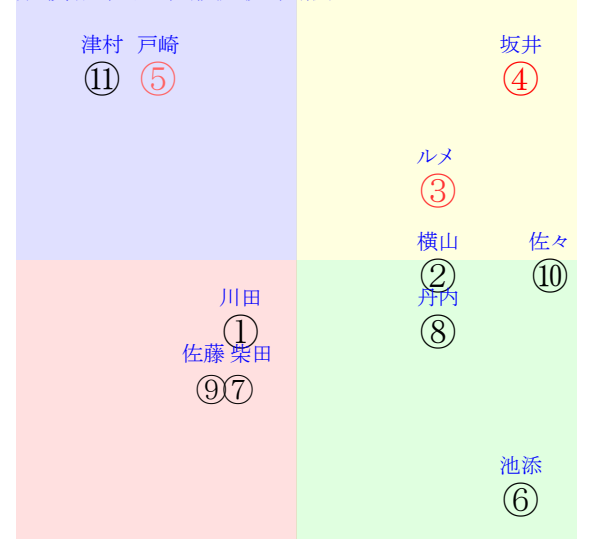 津村 戸崎 坂井
⑪ ⑤ ④
ルメ
③
横山 佐々
② ⑩
川田 丹内
① ⑧
佐藤 柴田
⑨⑦
池添
⑥